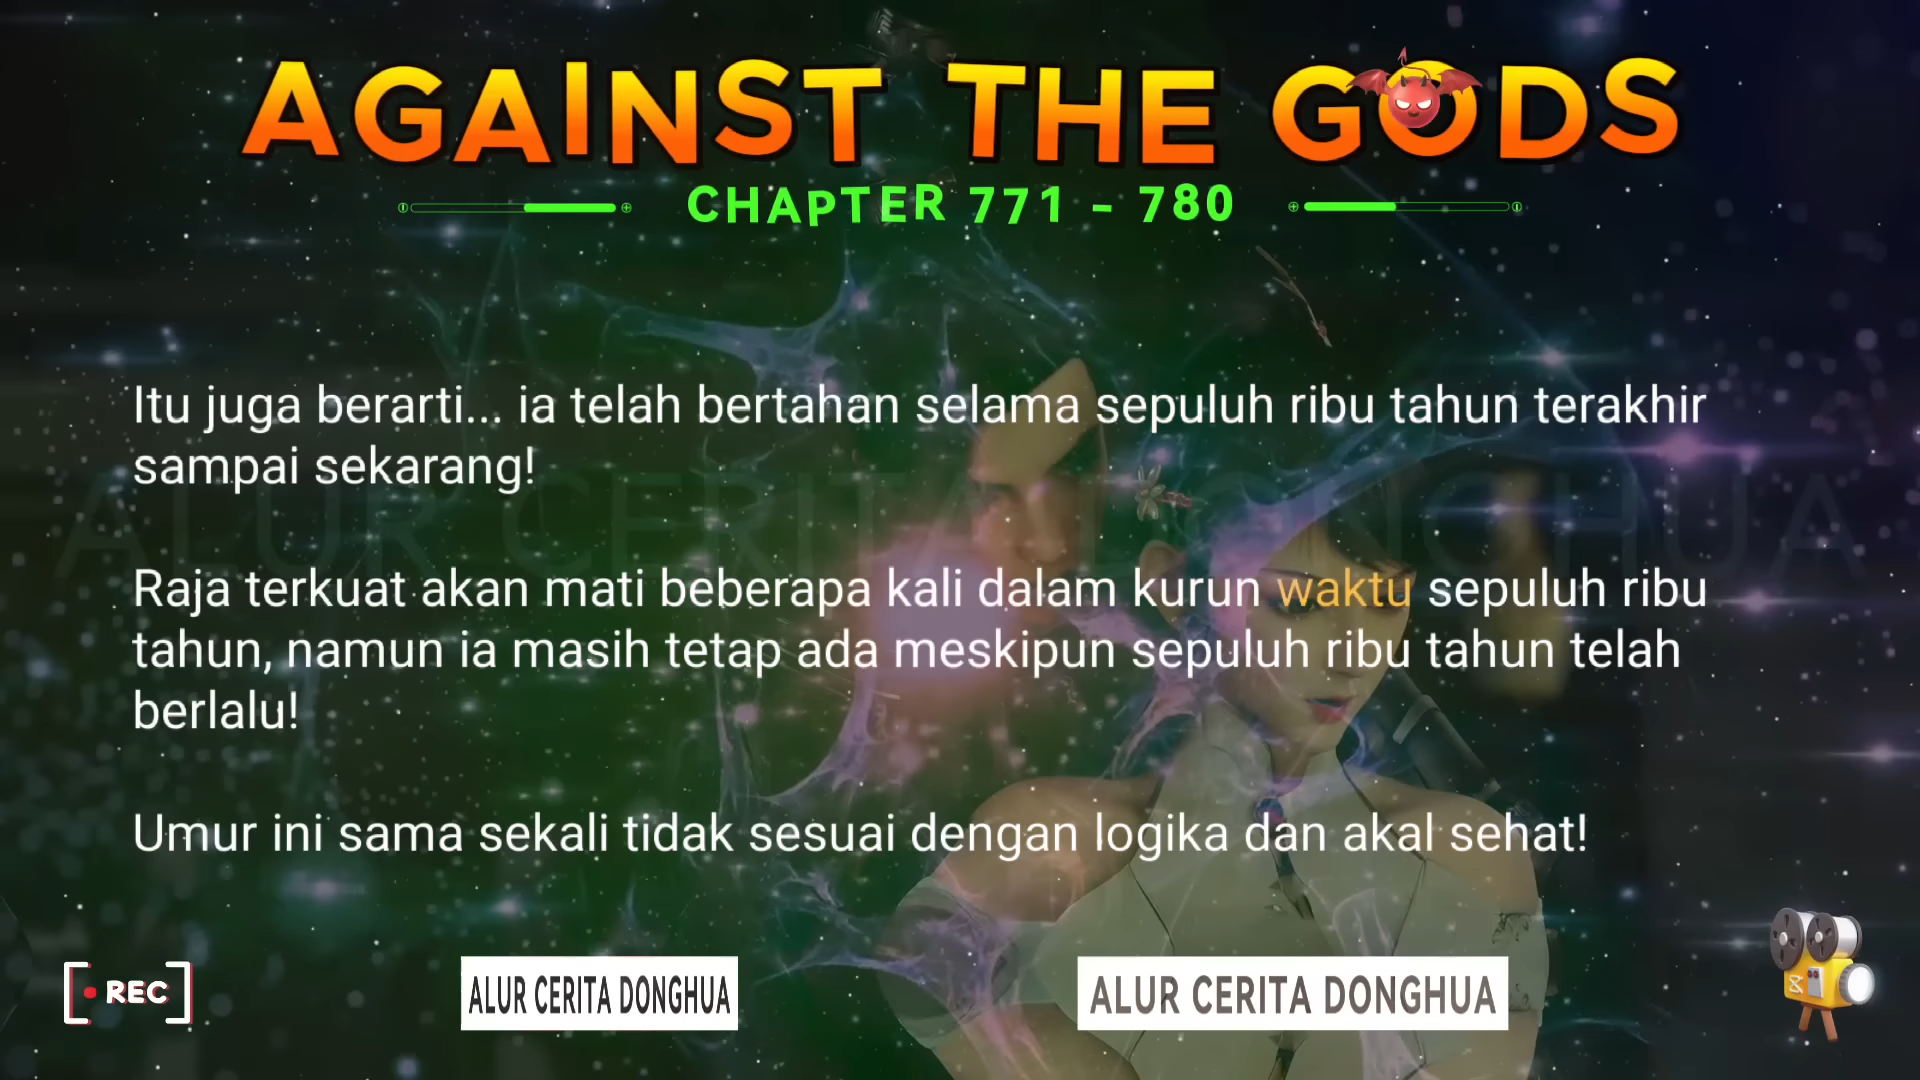 AGAINST THE GODS
CHAPTER 771 - 780
Itu juga berarti... ia telah bertahan selama sepuluh ribu tahun terakhir
sampai sekarang!
Raja terkuat akan mati beberapa kali dalam kurun waktu sepuluh ribu
tahun, namun ia masih tetap ada meskipun sepuluh ribu tahun telah
berlalu!
Umur ini sama sekali tidak sesuai dengan logika dan akal sehat!
ALUR CERITA DONGHUA
REC
ALUR CERITA DONGHUA
ALUR CERITA DONGHUA